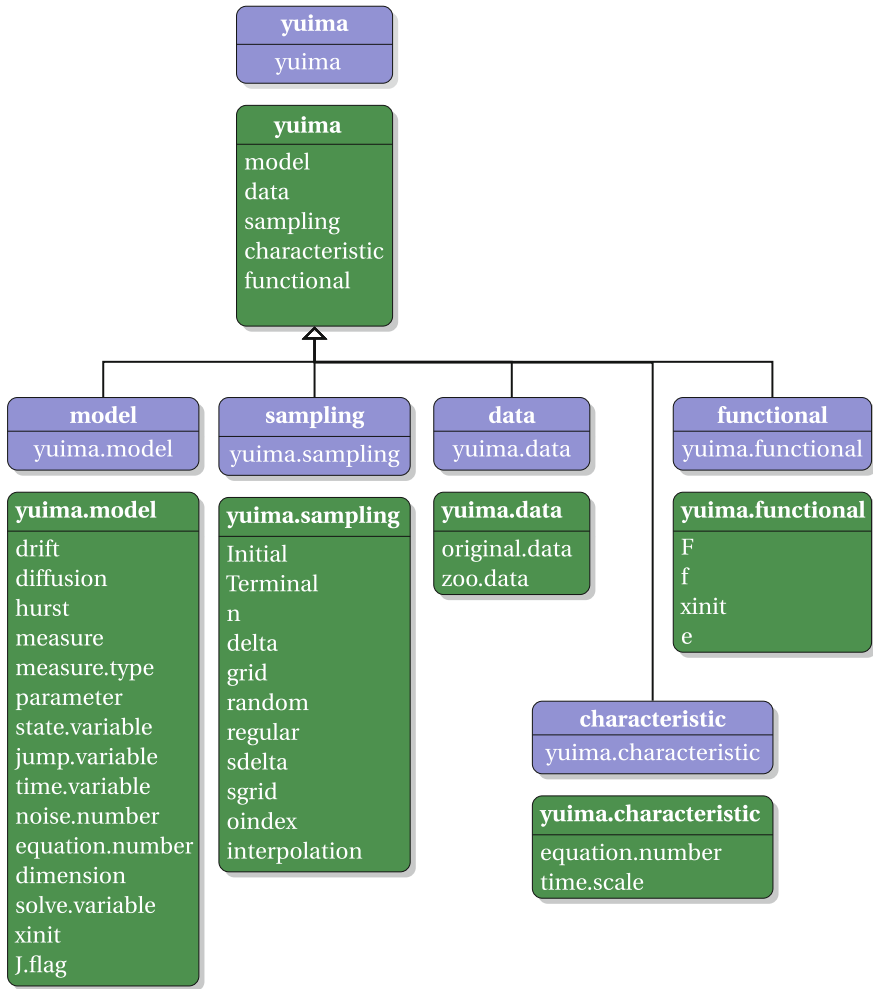 yuima
yuima
yuima
model
data
sampling
characteristic
functional
model
yuima.model
yuima.model
drift
diffusion
hurst
measure
measure.type
parameter
state.variable
jump.variable
time.variable
noise.number
equation.number
dimension
solve.variable
xinit
J.flag
sampling
yuima.sampling
yuima.sampling
Initial
Terminal
n
delta
grid
random
regular
sdelta
sgrid
oindex
interpolation
data
yuima.data
yuima.data
original.data
zoo.data
functional
yuima.functional
yuima.functional
F
f
xinit
e
characteristic
yuima.characteristic
yuima.characteristic
equation.number
time.scale